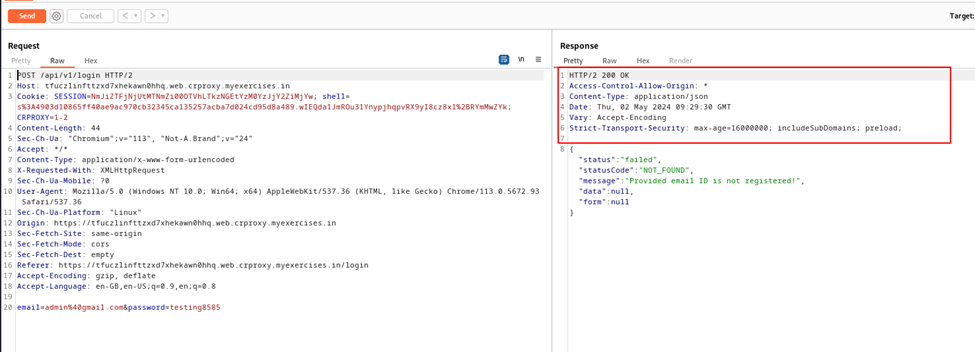 Send
Cancel
< >
Target:
Request
Pretty Raw Hex
\n
1 POST /api/v1/login HTTP/2
2 Host: tfuczlinfttzxd7xhekawn0hhq.web.crproxy.myexercises.in
3 Cookie: SESSION=NmJiZTFjNjUtMTNmZi00OTVhLTkzNGEtYzM0YzJjY2ZiMjYw; shell=
s%3A4903d10865ff40ae9ac970cb32345ca135257acba7d024cd95d8a489.wIEQda1JmROu31YnypjhqpvRX9yI8cz8x1%2BRYmMwZYk;
CRPROXY=1-2
4 Content-Length: 44
5 Sec-Ch-Ua: "Chromium";v="113", "Not-A.Brand";v="24"
6 Accept: */*
7 Content-Type: application/x-www-form-urlencoded
8 X-Requested-With: XMLHttpRequest
9 Sec-Ch-Ua-Mobile: ?0
10 User-Agent: Mozilla/5.0 (Windows NT 10.0; Win64; x64) AppleWebKit/537.36 (KHTML, like Gecko) Chrome/113.0.5672.93
Safari/537.36
11 Sec-Ch-Ua-Platform: "Linux"
12 Origin: https://tfuczlinfttzxd7xhekawn0hhq.web.crproxy.myexercises.in
13 Sec-Fetch-Site: same-origin
14 Sec-Fetch-Mode: cors
15 Sec-Fetch-Dest: empty
16 Referer: https://tfuczlinfttzxd7xhekawn0hhq.web.crproxy.myexercises.in/login
17 Accept-Encoding: gzip, deflate
18 Accept-Language: en-GB,en-US;q=0.9,en;q=0.8
19
20 email=admin%40gmail.com&password=testing8585
Response
Pretty Raw Hex Render
1 HTTP/2 200 OK
2 Access-Control-Allow-Origin: *
3 Content-Type: application/json
4 Date: Thu, 02 May 2024 09:29:30 GMT
5 Vary: Accept-Encoding
6 Strict-Transport-Security: max-age=16000000; includeSubDomains; preload;
7
8 {
"status":"failed",
"statusCode":"NOT_FOUND",
"message":"Provided email ID is not registered!",
"data":null,
"form":null
}